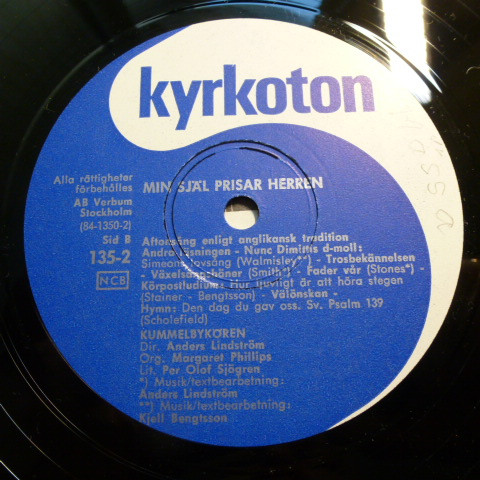 kyrkoton
Alla rättigheter
förbehålles
AB Verbum
Stockholm
(84-1350-2)
Sid B
135-2
NCB
MIN SJÄL PRISAR HERREN
Aftonsång enligt anglikansk tradition
Andra läsningen - Nunc Dimittis d-moll:
Simeons lovsång (Walmisley**) - Trosbekännelsen
- Växelsång böner (Smith*) - Fader vår (Stones*) -
Körpostludium: Hur ljuvligt är att höra stegen
(Stainer - Bengtsson) - Välönskan -
Hymn: Den dag du gav oss. Sv. Psalm 139
(Scholefield)
KUMMELBYKÖREN
Dir. Anders Lindström
Org. Margaret Phillips
Lit. Per Olof Sjögren
*) Musik/textbearbetning:
Anders Lindström
**) Musik/textbearbetning:
Kjell Bengtsson